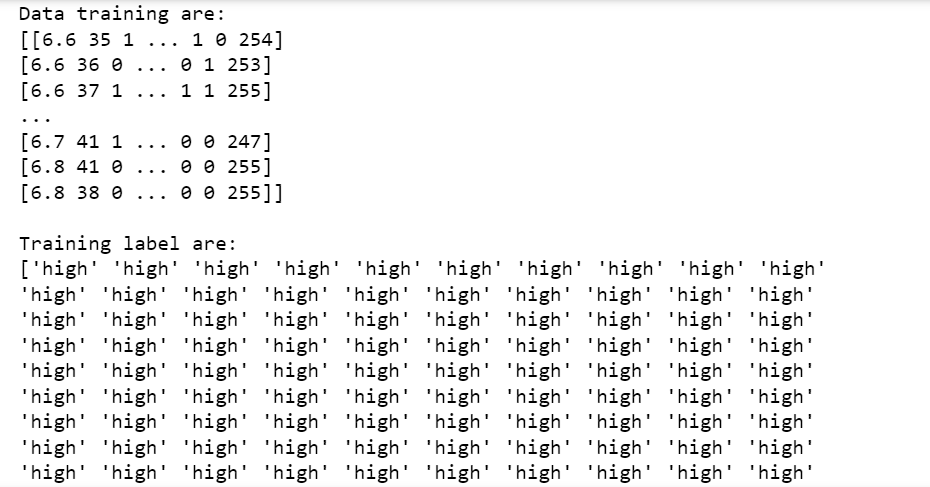 Data training are:
[[6.6 35 1 ... 1 0 254]
[6.6 36 0 ... 0 1 253]
[6.6 37 1 ... 1 1 255]
...
[6.7 41 1 ... 0 0 247]
[6.8 41 0 ... 0 0 255]
[6.8 38 0 ... 0 0 255]]
Training label are:
['high' 'high' 'high' 'high' 'high' 'high' 'high' 'high' 'high' 'high'
'high' 'high' 'high' 'high' 'high' 'high' 'high' 'high' 'high' 'high'
'high' 'high' 'high' 'high' 'high' 'high' 'high' 'high' 'high' 'high'
'high' 'high' 'high' 'high' 'high' 'high' 'high' 'high' 'high' 'high'
'high' 'high' 'high' 'high' 'high' 'high' 'high' 'high' 'high' 'high'
'high' 'high' 'high' 'high' 'high' 'high' 'high' 'high' 'high' 'high'
'high' 'high' 'high' 'high' 'high' 'high' 'high' 'high' 'high' 'high'
'high' 'high' 'high' 'high' 'high' 'high' 'high' 'high' 'high' 'high'
'high' 'high' 'high' 'high' 'high' 'high' 'high' 'high' 'high' 'high'